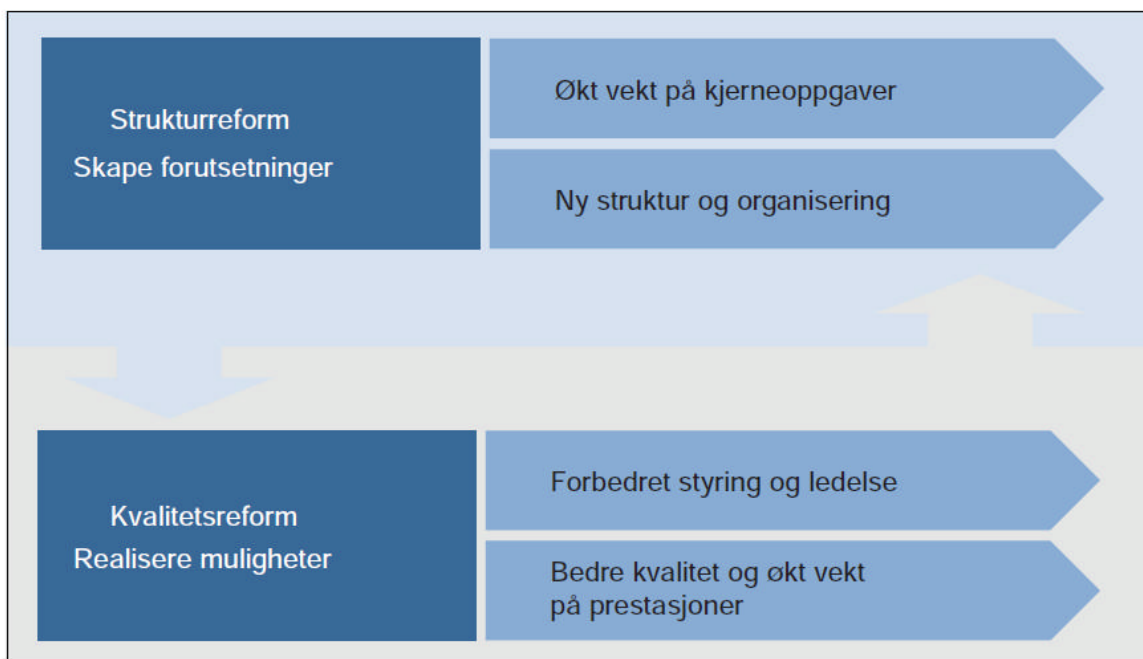 Strukturreform
Skape forutsetninger
Økt vekt på kjerneoppgaver
Ny struktur og organisering
Kvalitetsreform
Realisere muligheter
Forbedret styring og ledelse
Bedre kvalitet og økt vekt
på prestasjoner